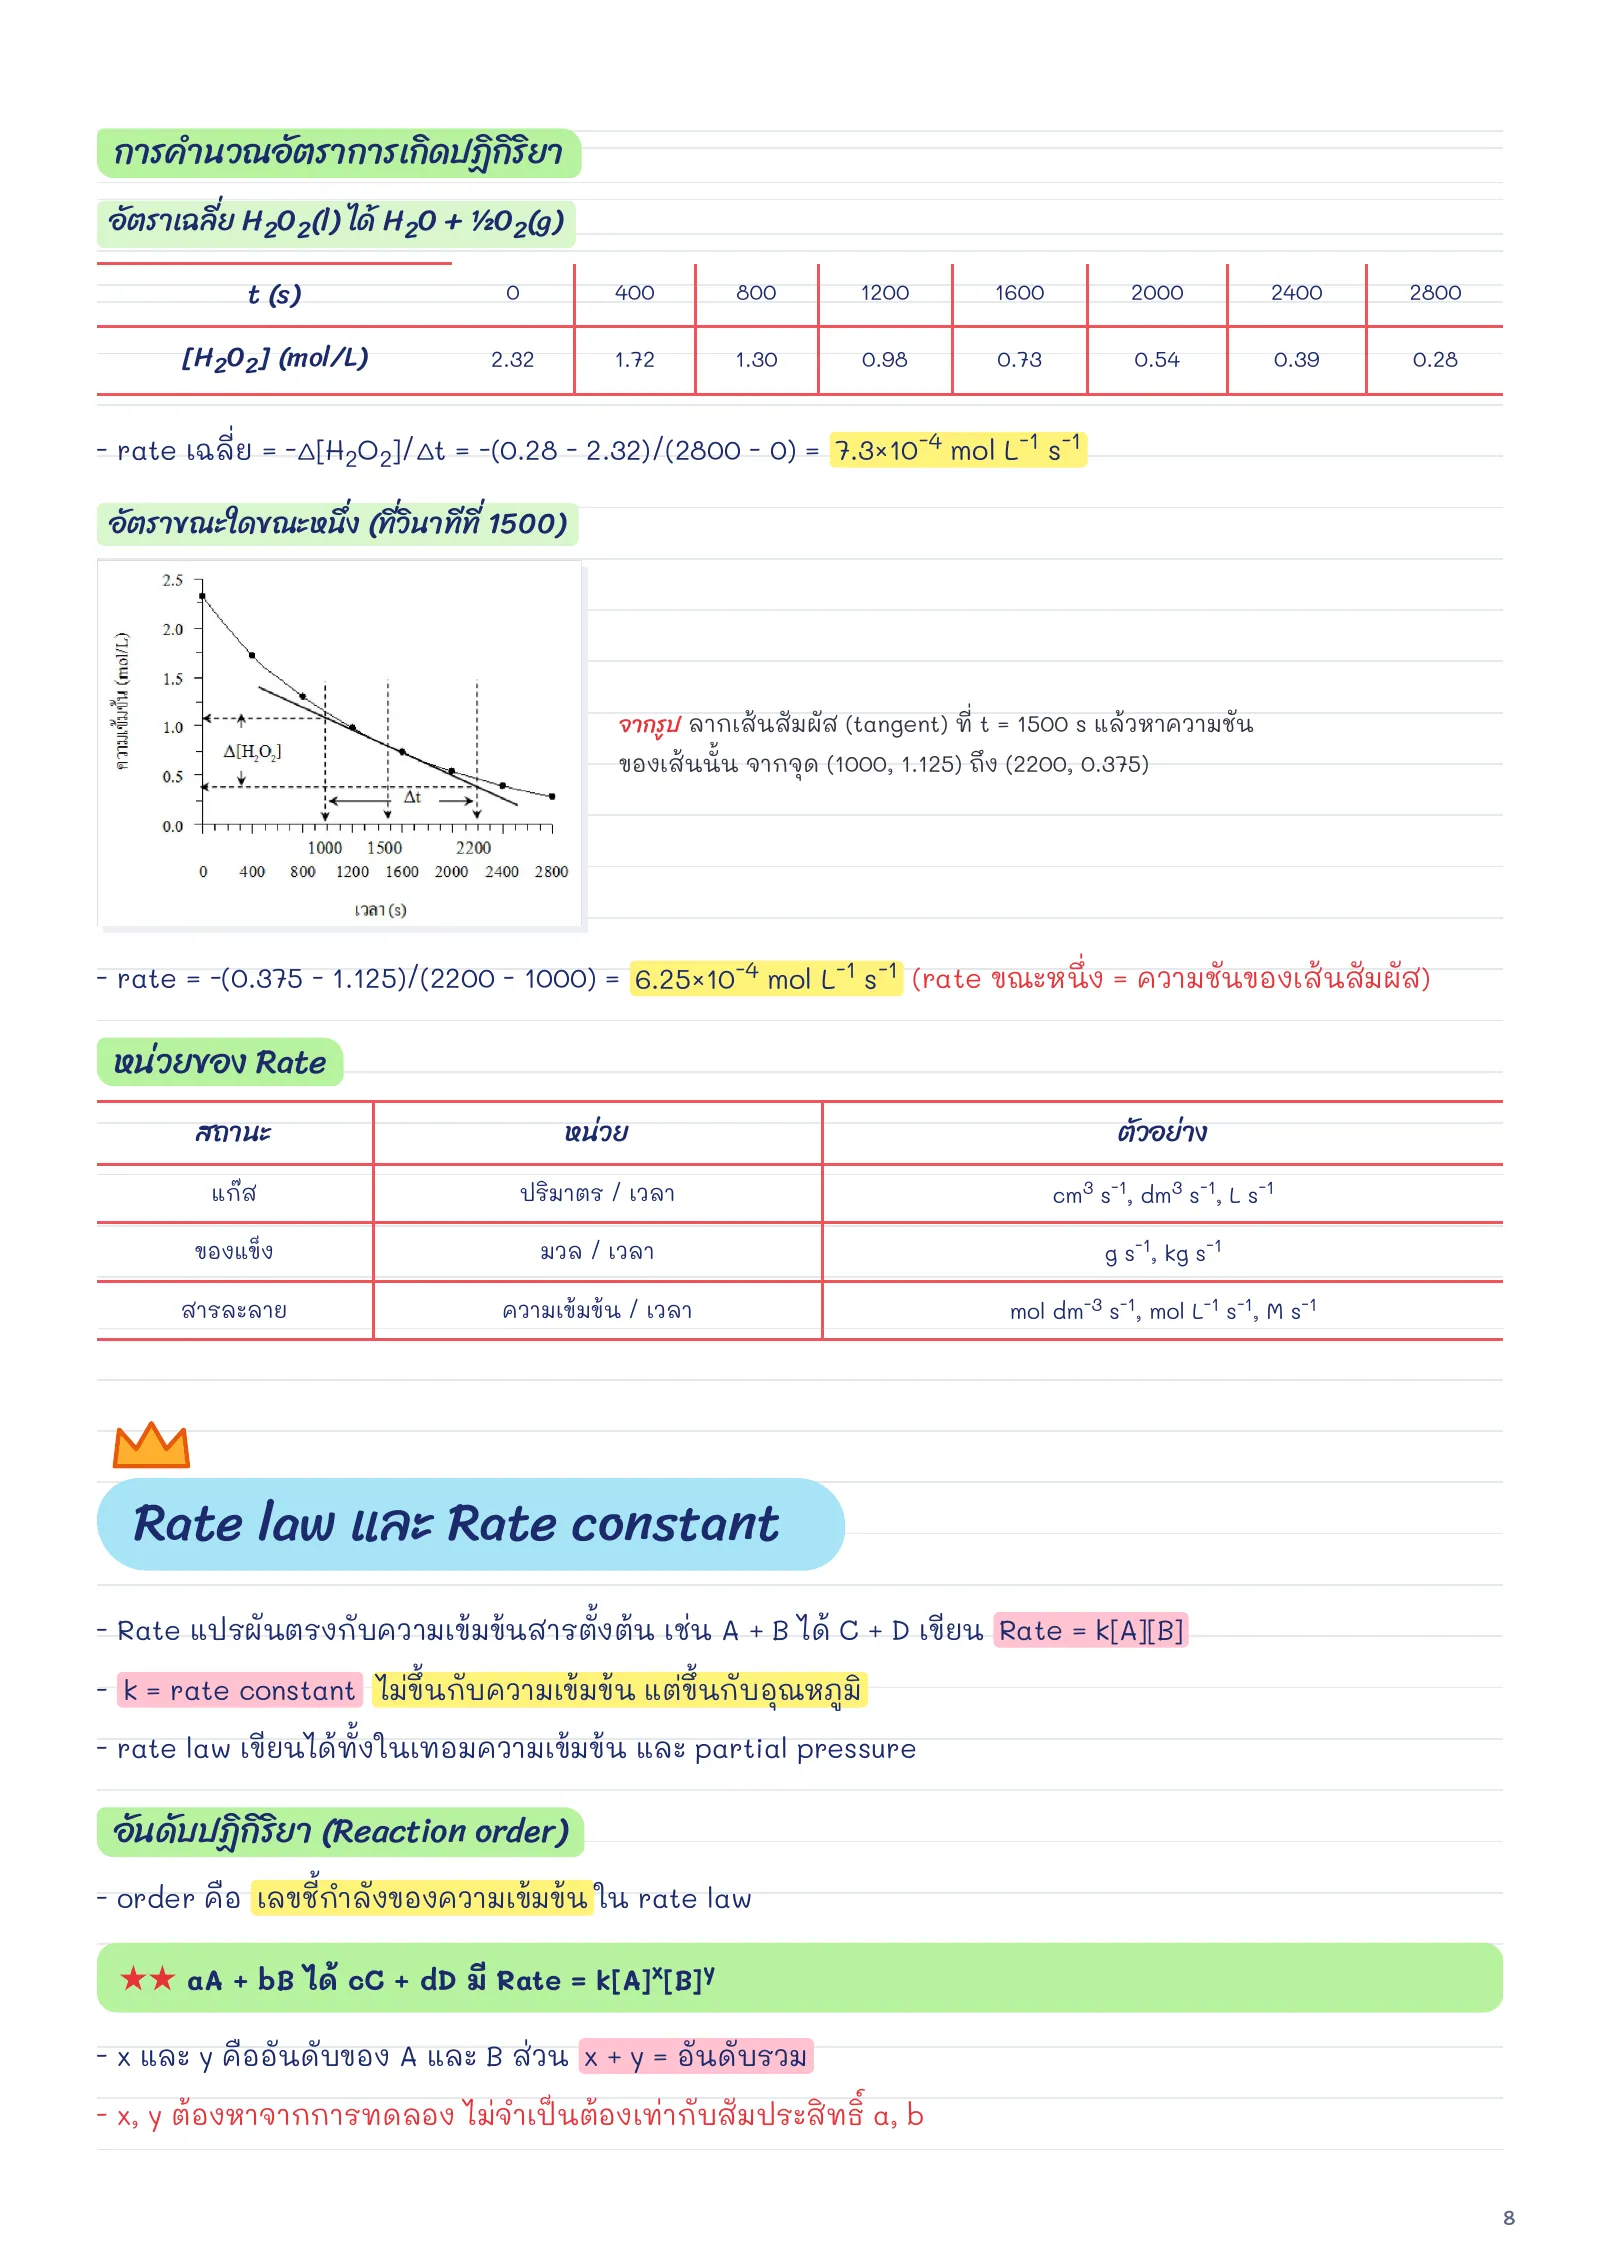 การคำนวณอัตราการเกิดปฏิกิริยา
อัตราเฉลี่ย H₂O₂(l) ได้ H₂O + ½O₂(g)
t (s) 0 400 800 1200 1600 2000 2400 2800
[H₂O₂] (mol/L) 2.32 1.72 1.30 0.98 0.73 0.54 0.39 0.28
- rate เฉลี่ย = -Δ[H₂O₂]/Δt = -(0.28 - 2.32)/(2800 - 0) = 7.3×10⁻⁴ mol L⁻¹ s⁻¹
อัตราขณะใดขณะหนึ่ง (ที่วินาทีที่ 1500)
ความเข้มข้น (mol/L)
2.5
2.0
1.5
1.0
0.5
0.0
Δ[H₂O₂]
Δt
1000 1500 2200
0 400 800 1200 1600 2000 2400 2800
เวลา (s)
จากรูป ลากเส้นสัมผัส (tangent) ที่ t = 1500 s แล้วหาความชัน
ของเส้นนั้น จากจุด (1000, 1.125) ถึง (2200, 0.375)
- rate = -(0.375 - 1.125)/(2200 - 1000) = 6.25×10⁻⁴ mol L⁻¹ s⁻¹ (rate ขณะหนึ่ง = ความชันของเส้นสัมผัส)
หน่วยของ Rate
สถานะ หน่วย ตัวอย่าง
แก๊ส ปริมาตร / เวลา cm³ s⁻¹, dm³ s⁻¹, L s⁻¹
ของแข็ง มวล / เวลา g s⁻¹, kg s⁻¹
สารละลาย ความเข้มข้น / เวลา mol dm⁻³ s⁻¹, mol L⁻¹ s⁻¹, M s⁻¹
Rate law และ Rate constant
- Rate แปรผันตรงกับความเข้มข้นสารตั้งต้น เช่น A + B ได้ C + D เขียน Rate = k[A][B]
- k = rate constant ไม่ขึ้นกับความเข้มข้น แต่ขึ้นกับอุณหภูมิ
- rate law เขียนได้ทั้งในเทอมความเข้มข้น และ partial pressure
อันดับปฏิกิริยา (Reaction order)
- order คือ เลขชี้กำลังของความเข้มข้น ใน rate law
★★ aA + bB ได้ cC + dD มี Rate = k[A]ˣ[B]ʸ
- x และ y คืออันดับของ A และ B ส่วน x + y = อันดับรวม
- x, y ต้องหาจากการทดลอง ไม่จำเป็นต้องเท่ากับสัมประสิทธิ์ a, b
8